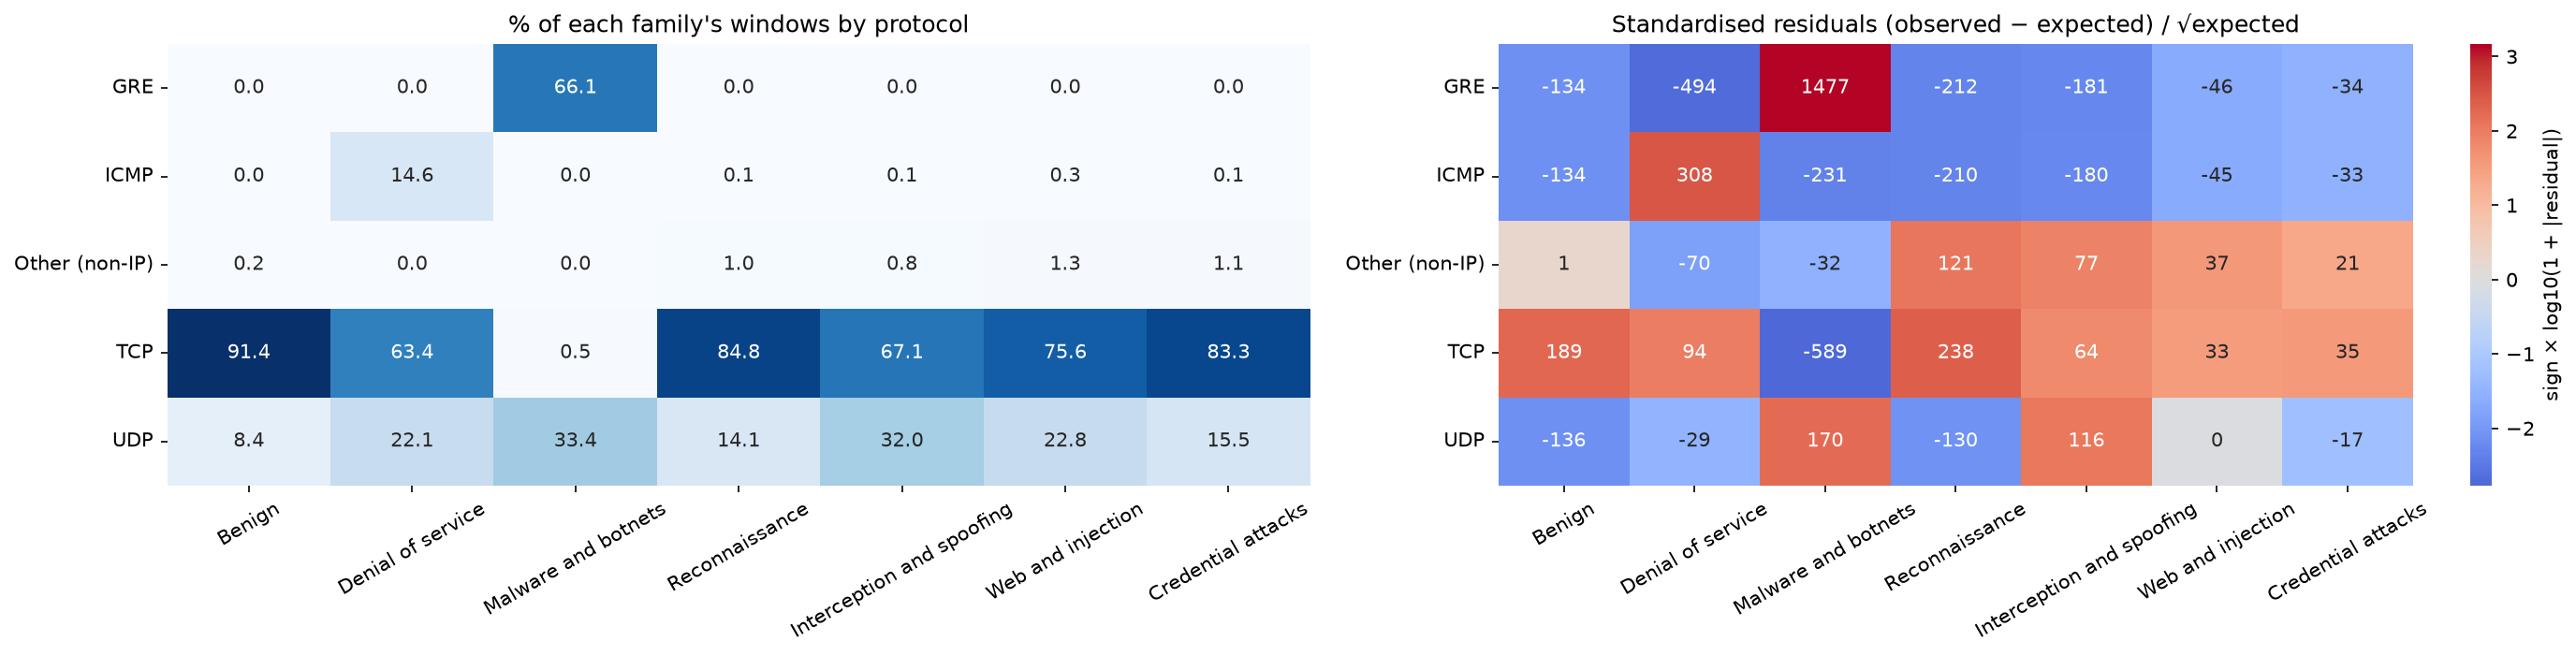 % of each family's windows by protocol
GRE 0.0 0.0 66.1 0.0 0.0 0.0 0.0
ICMP 0.0 14.6 0.0 0.1 0.1 0.3 0.1
Other (non-IP) 0.2 0.0 0.0 1.0 0.8 1.3 1.1
TCP 91.4 63.4 0.5 84.8 67.1 75.6 83.3
UDP 8.4 22.1 33.4 14.1 32.0 22.8 15.5
Benign
Denial of service
Malware and botnets
Reconnaissance
Interception and spoofing
Web and injection
Credential attacks
Standardised residuals (observed − expected) / √expected
GRE -134 -494 1477 -212 -181 -46 -34
ICMP -134 308 -231 -210 -180 -45 -33
Other (non-IP) 1 -70 -32 121 77 37 21
TCP 189 94 -589 238 64 33 35
UDP -136 -29 170 -130 116 0 -17
Benign
Denial of service
Malware and botnets
Reconnaissance
Interception and spoofing
Web and injection
Credential attacks
3
2
1
0
−1
−2
sign × log10(1 + |residual|)